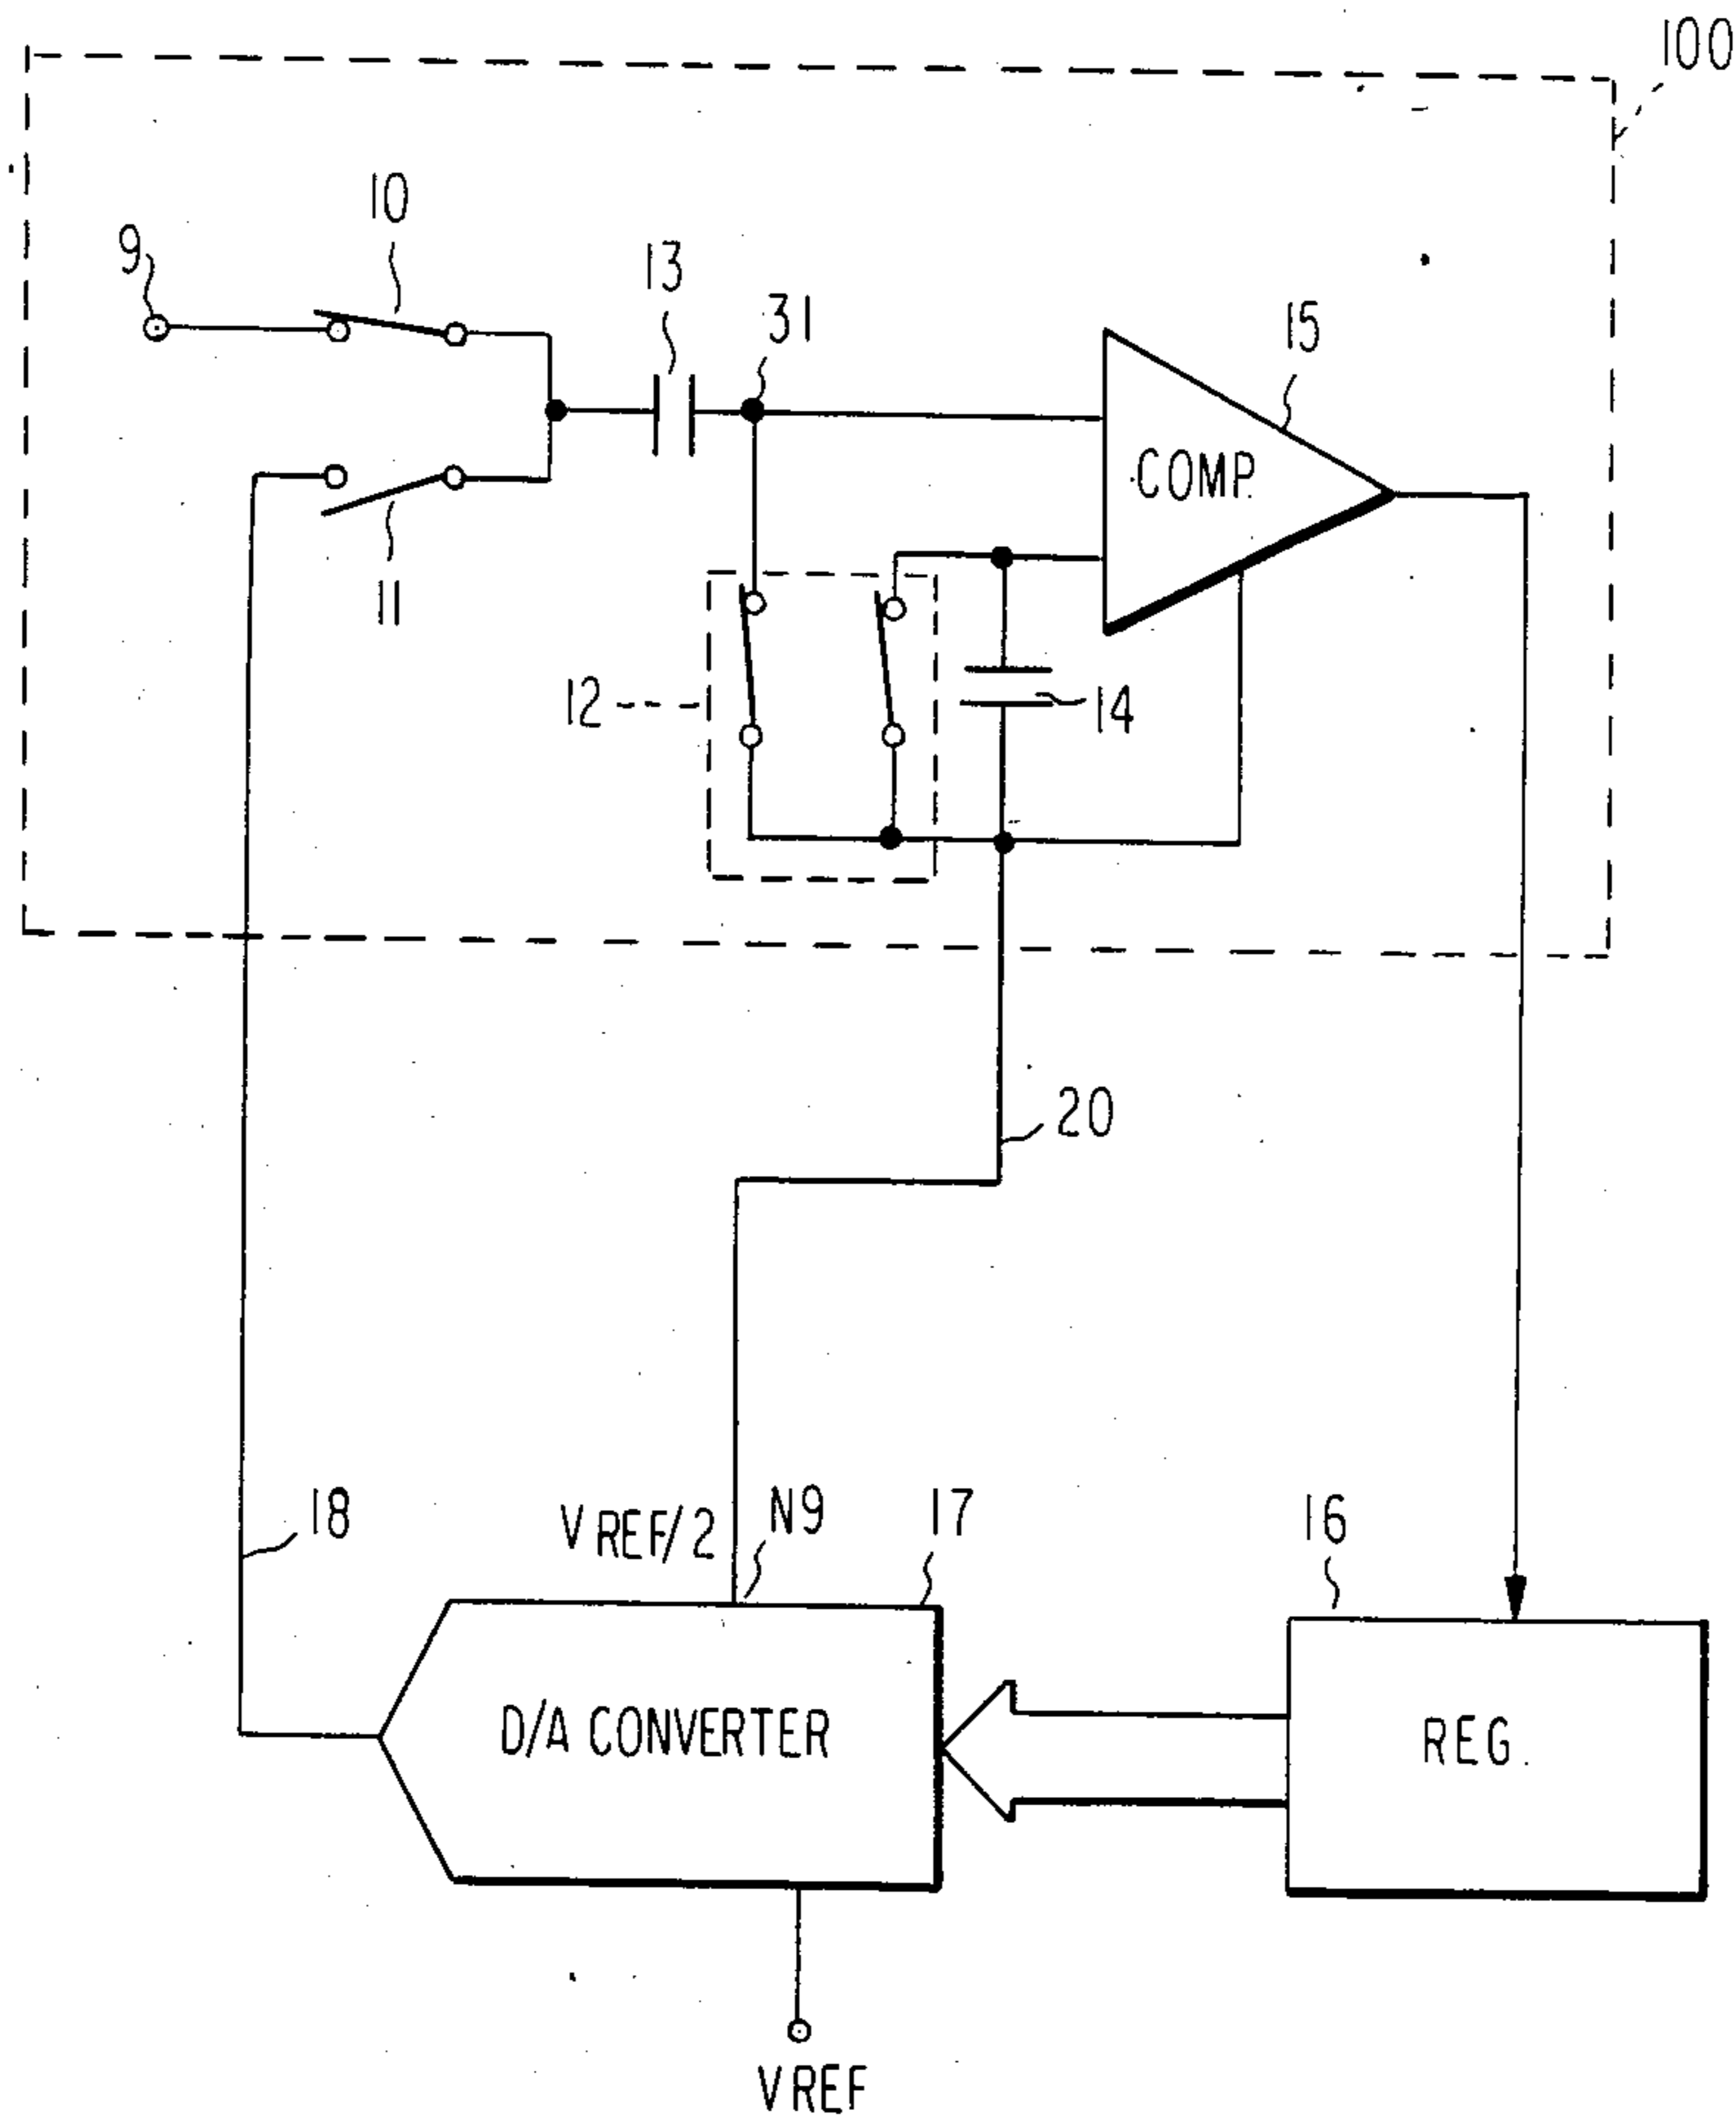 100
10
9
13
31
15
COMP.
11
12
14
20
18
VREF/2
N9
17
16
D/A CONVERTER
REG.
VREF